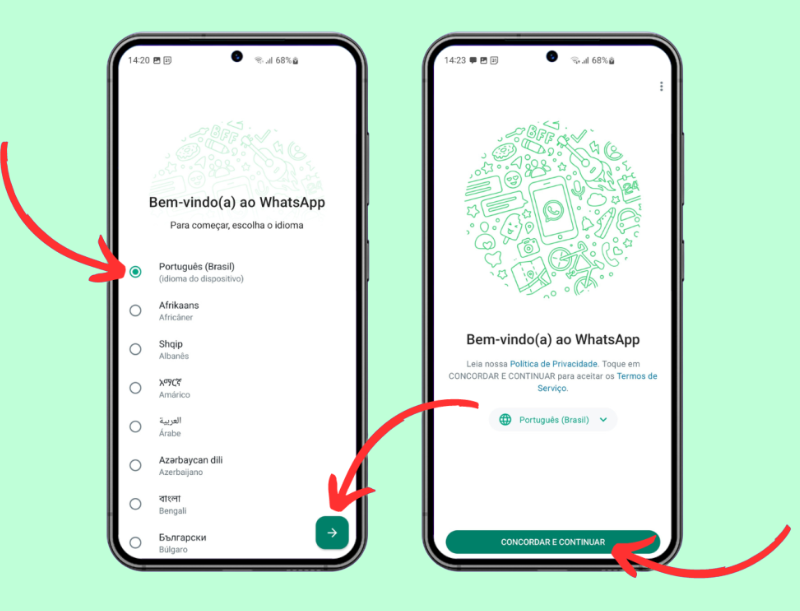 14:20
68%
Bem-vindo(a) ao WhatsApp
Para começar, escolha o idioma
Português (Brasil)
(idioma do dispositivo)
Afrikaans
Africâner
Shqip
Albanês
አማርኛ
Amárico
العربية
Árabe
Azərbaycan dili
Azerbaijano
বাংলা
Bengali
Български
Búlgaro
14:23
68%
BFF
Bem-vindo(a) ao WhatsApp
Leia nossa Política de Privacidade. Toque em
CONCORDAR E CONTINUAR para aceitar os Termos de
Serviço.
Português (Brasil)
CONCORDAR E CONTINUAR